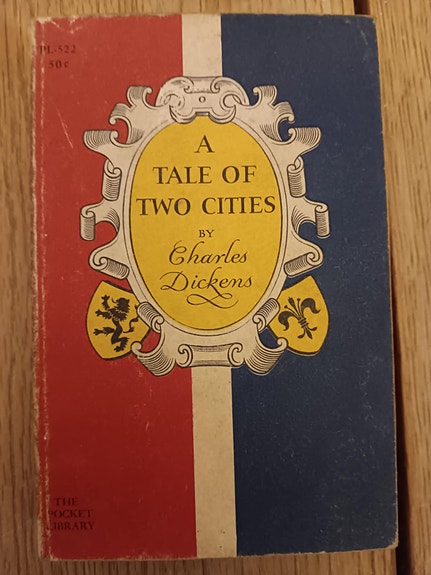 PL-522
50¢
A
TALE OF
TWO CITIES
BY
Charles
Dickens
THE
POCKET
LIBRARY